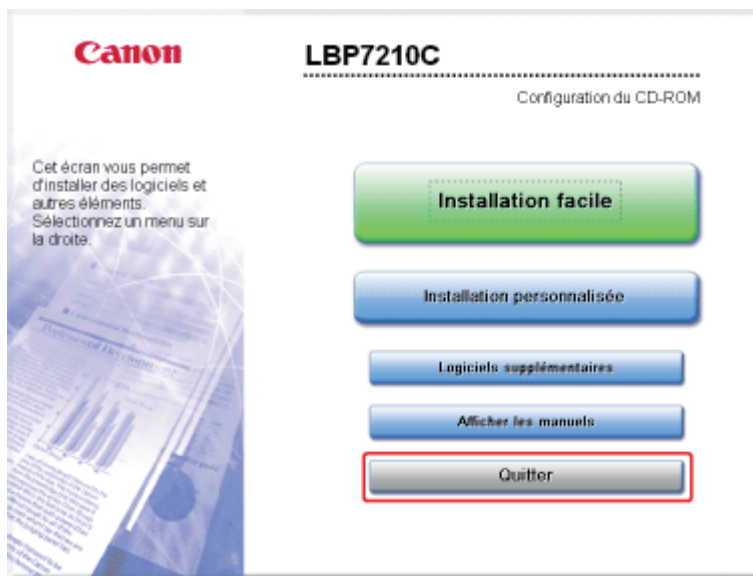 Canon
LBP7210C
Configuration du CD-ROM
Cet écran vous permet
d'installer des logiciels et
autres éléments.
Sélectionnez un menu sur
la droite.
Installation facile
Installation personnalisée
Logiciels supplémentaires
Afficher les manuels
Quitter